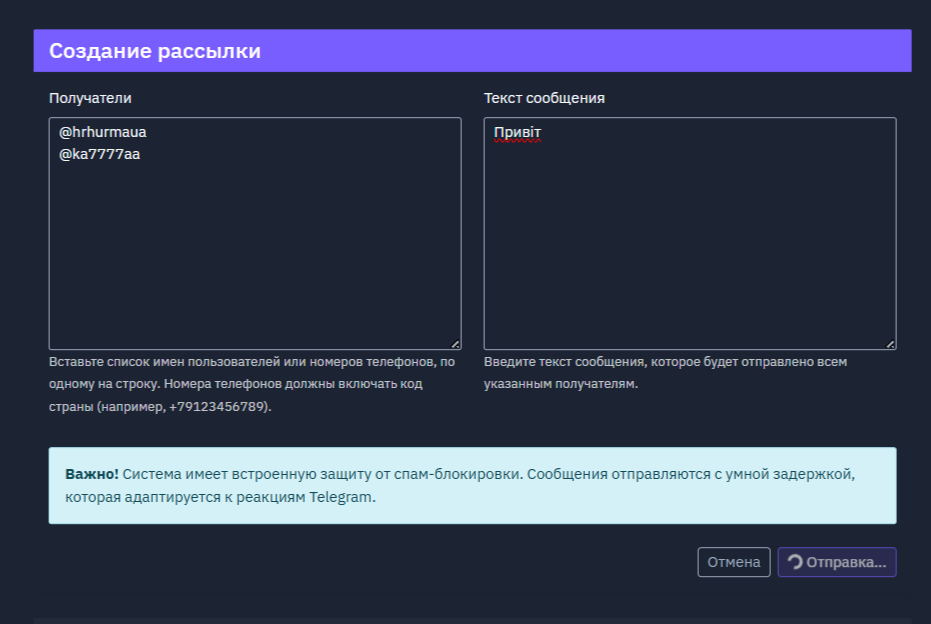 Создание рассылки
Получатели
@hrhurmaua
@ka7777aa
Вставьте список имен пользователей или номеров телефонов, по
одному на строку. Номера телефонов должны включать код
страны (например, +79123456789).
Текст сообщения
Привіт
Введите текст сообщения, которое будет отправлено всем
указанным получателям.
Важно! Система имеет встроенную защиту от спам-блокировки. Сообщения отправляются с умной задержкой,
которая адаптируется к реакциям Telegram.
Отмена
Отправка...